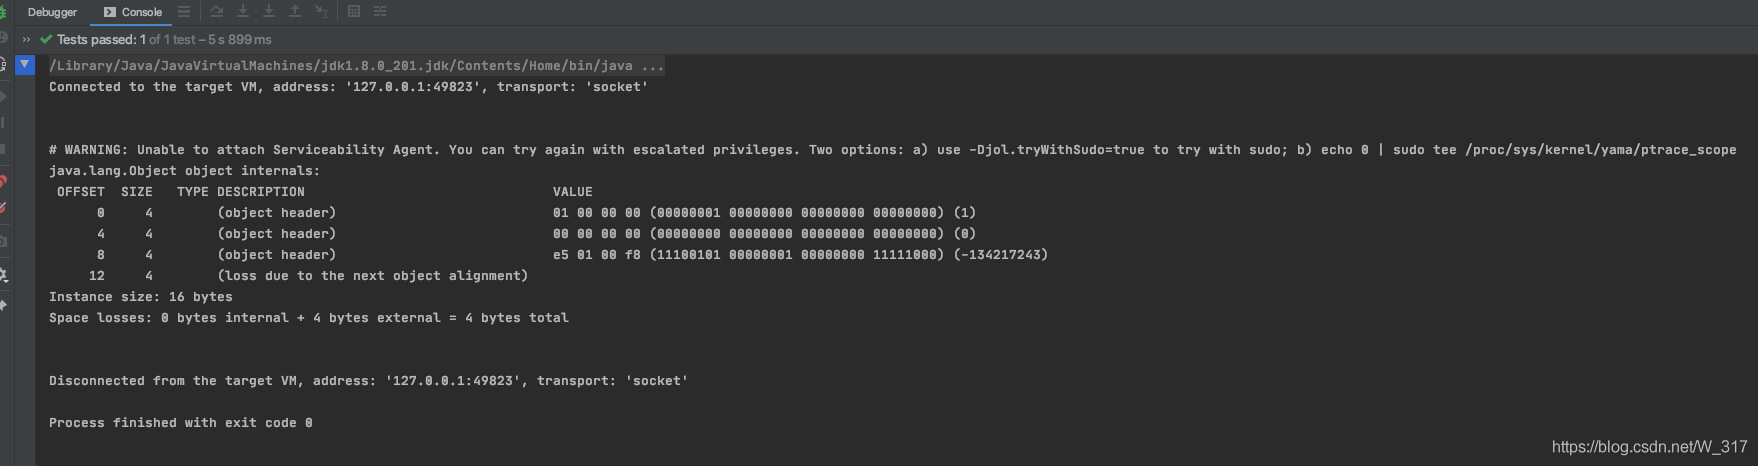 Debugger Console
Tests passed: 1 of 1 test – 5 s 899 ms
/Library/Java/JavaVirtualMachines/jdk1.8.0_201.jdk/Contents/Home/bin/java ...
Connected to the target VM, address: '127.0.0.1:49823', transport: 'socket'
# WARNING: Unable to attach Serviceability Agent. You can try again with escalated privileges. Two options: a) use -Djol.tryWithSudo=true to try with sudo; b) echo 0 | sudo tee /proc/sys/kernel/yama/ptrace_scope
java.lang.Object object internals:
OFFSET SIZE TYPE DESCRIPTION VALUE
0 4 (object header) 01 00 00 00 (00000001 00000000 00000000 00000000) (1)
4 4 (object header) 00 00 00 00 (00000000 00000000 00000000 00000000) (0)
8 4 (object header) e5 01 00 f8 (11100101 00000001 00000000 11111000) (-134217243)
12 4 (loss due to the next object alignment)
Instance size: 16 bytes
Space losses: 0 bytes internal + 4 bytes external = 4 bytes total
Disconnected from the target VM, address: '127.0.0.1:49823', transport: 'socket'
Process finished with exit code 0
https://blog.csdn.net/W_317